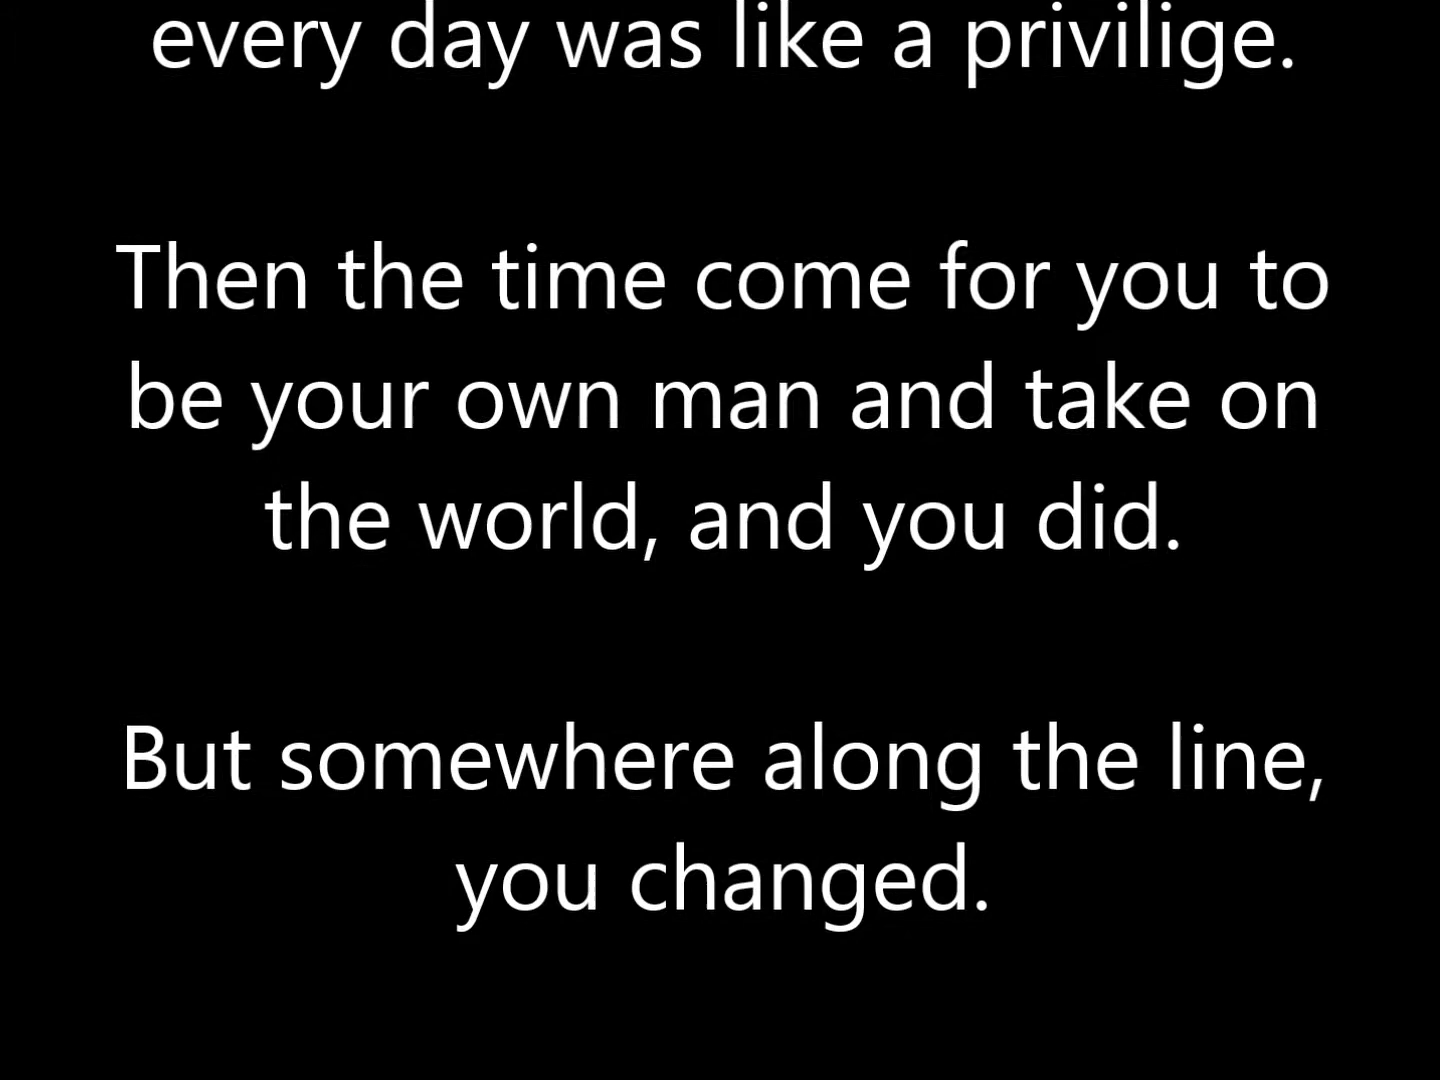 every day was like a privilige.
Then the time come for you to
be your own man and take on
the world, and you did.
But somewhere along the line,
you changed.